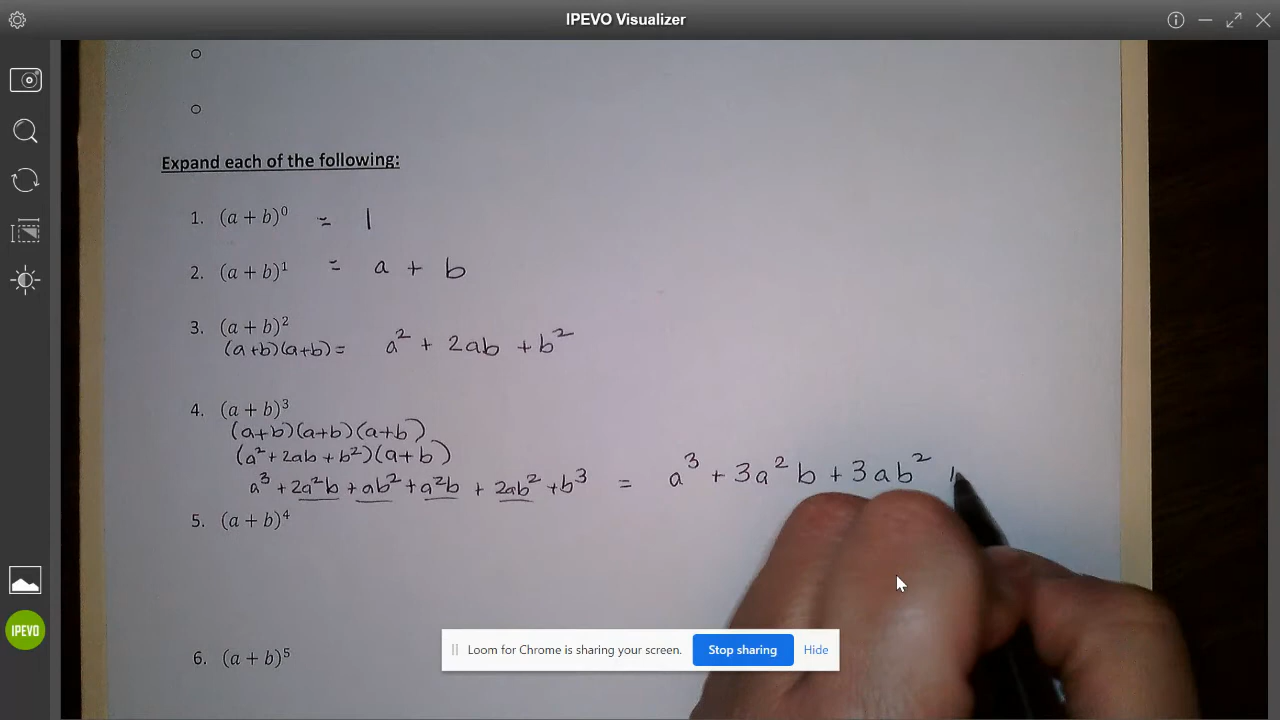 IPEVO Visualizer
Expand each of the following:
1. (a + b)⁰ = 1
2. (a + b)¹ = a + b
3. (a + b)²
(a+b)(a+b) = a² + 2ab + b²
4. (a + b)³
(a+b)(a+b)(a+b)
(a² + 2ab + b²)(a+b)
a³ + 2a²b + ab² + a²b + 2ab² + b³ = a³ + 3a²b + 3ab²
5. (a + b)⁴
IPEVO
Loom for Chrome is sharing your screen. Stop sharing Hide
6. (a + b)⁵